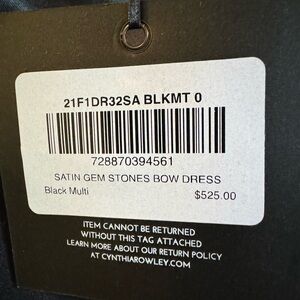 21F1DR32SA BLKMT 0
728870394561
SATIN GEM STONES BOW DRESS
Black Multi $525.00
ITEM CANNOT BE RETURNED
WITHOUT THIS TAG ATTACHED
LEARN MORE ABOUT OUR RETURN POLICY
AT CYNTHIAROWLEY.COM